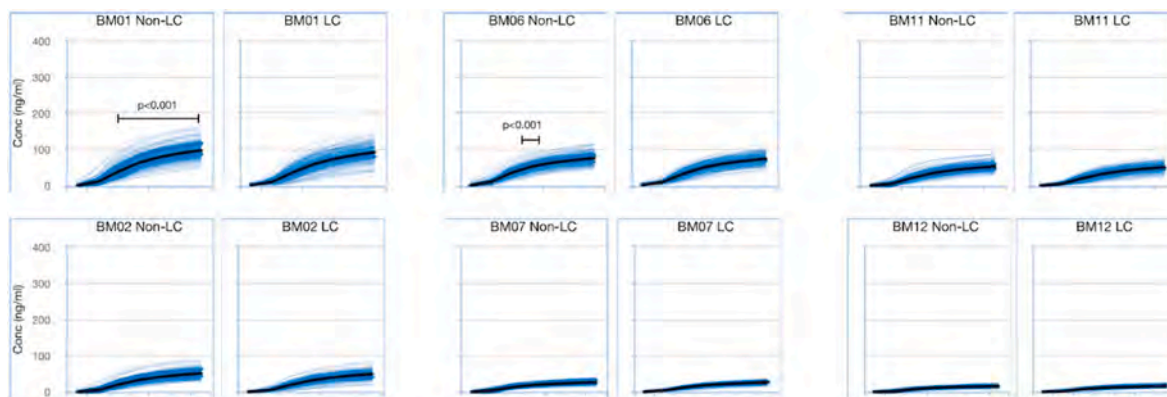 BM01 Non-LC
BM01 LC
BM06 Non-LC
BM06 LC
BM11 Non-LC
BM11 LC
Conc (ng/ml)
400
300
200
100
0
p<0.001
p<0.001
BM02 Non-LC
BM02 LC
BM07 Non-LC
BM07 LC
BM12 Non-LC
BM12 LC
Conc (ng/ml)
400
300
200
100
0